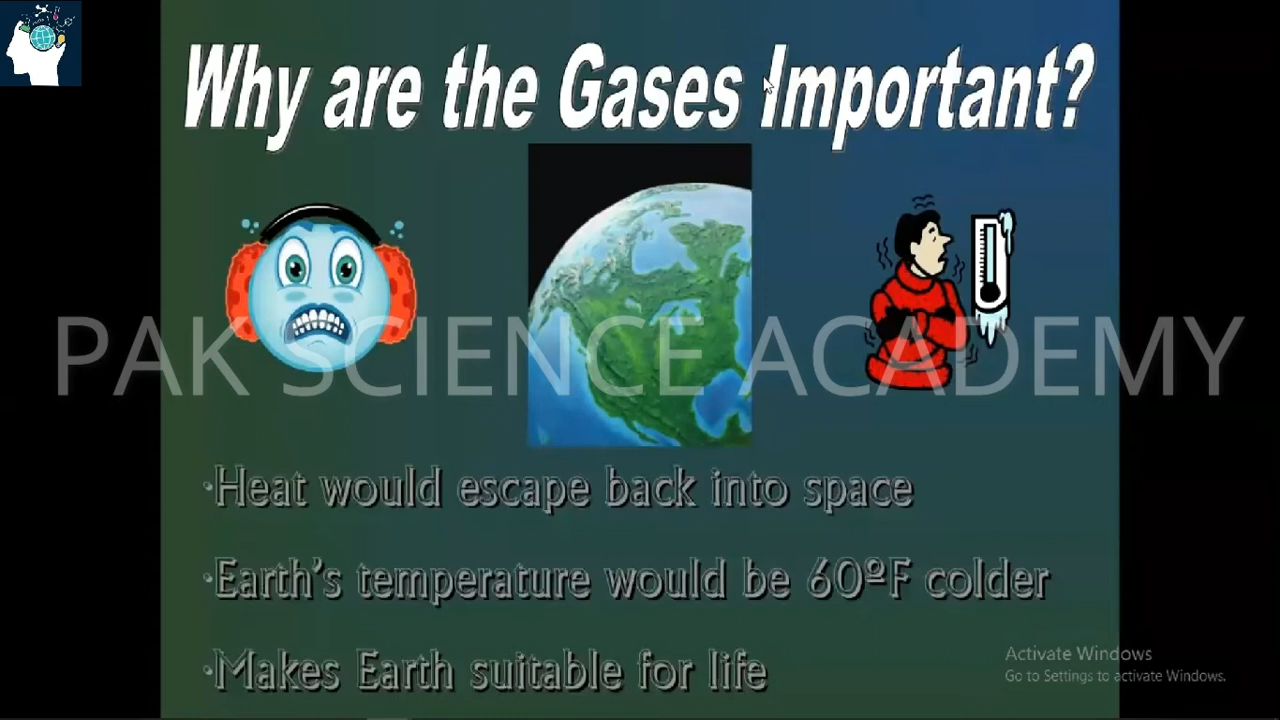 Why are the Gases Important?
PAK SCIENCE ACADEMY
·Heat would escape back into space
·Earth's temperature would be 60ºF colder
·Makes Earth suitable for life
Activate Windows
Go to Settings to activate Windows.